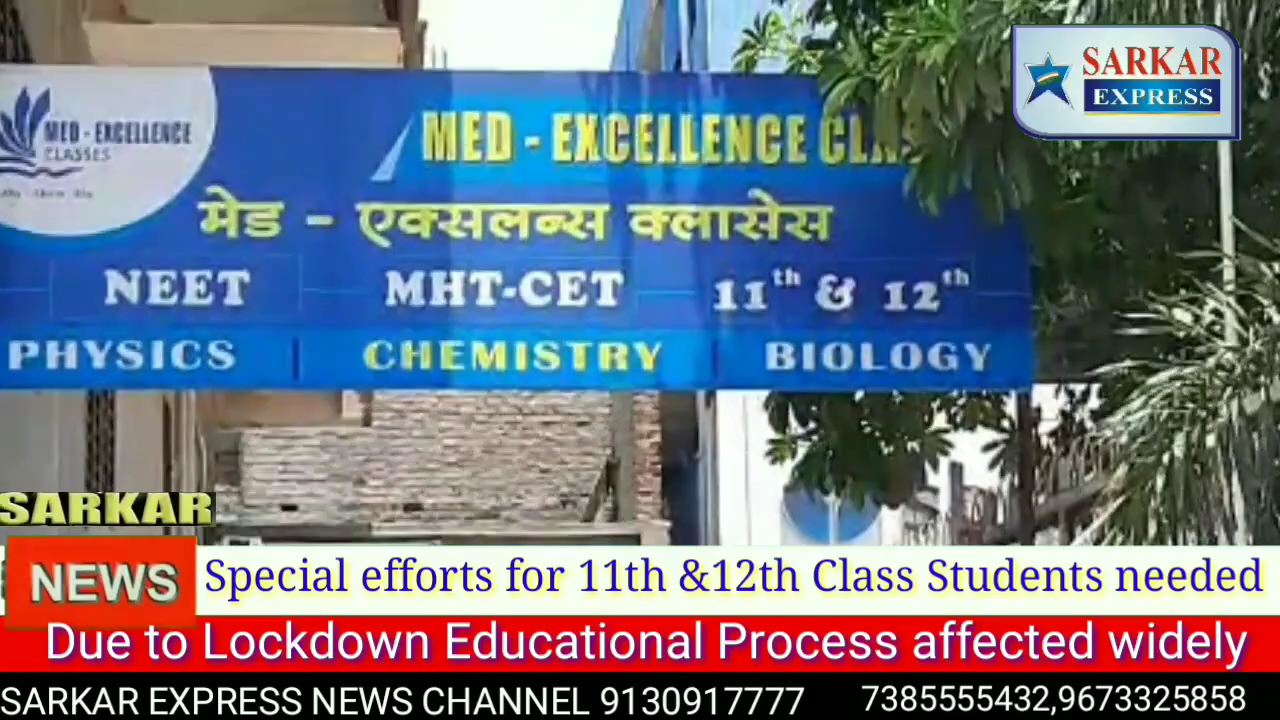 SARKAR
EXPRESS
MED - EXCELLENCE
CLASSES
MED - EXCELLENCE
मेड - एक्सलन्स क्लासेस
NEET MHT-CET 11th & 12th
PHYSICS CHEMISTRY BIOLOGY
SARKAR
NEWS Special efforts for 11th &12th Class Students needed
Due to Lockdown Educational Process affected widely
SARKAR EXPRESS NEWS CHANNEL 9130917777 7385555432,9673325858